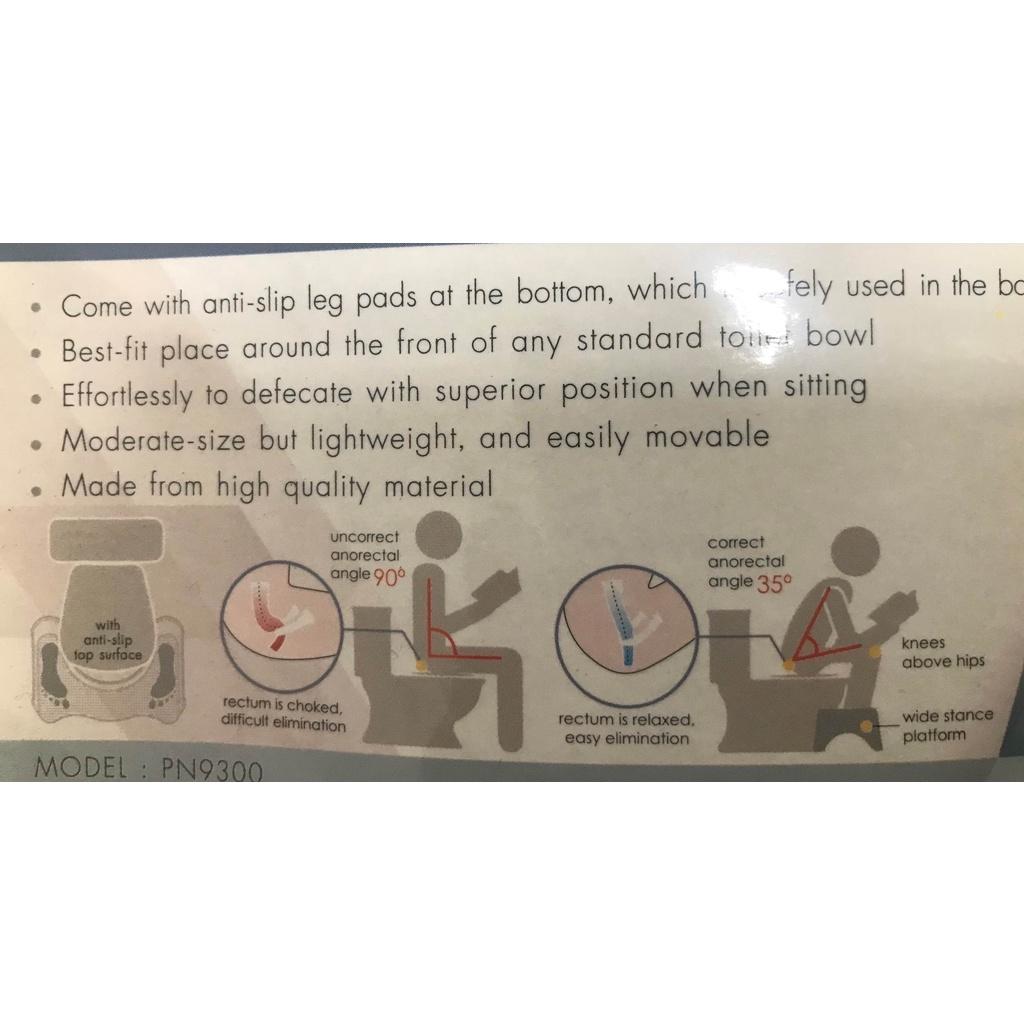 • Come with anti-slip leg pads at the bottom, which used in the
• Best-fit place around the front of any standard toilet bowl
• Effortlessly to defecate with superior position when sitting
• Moderate-size but lightweight, and easily movable
• Made from high quality material
with
anti-slip
top surface
uncorrect
anorectal
angle 90°
rectum is choked,
difficult elimination
correct
anorectal
angle 35°
rectum is relaxed,
easy elimination
knees
above hips
wide stance
platform
MODEL : PN9300